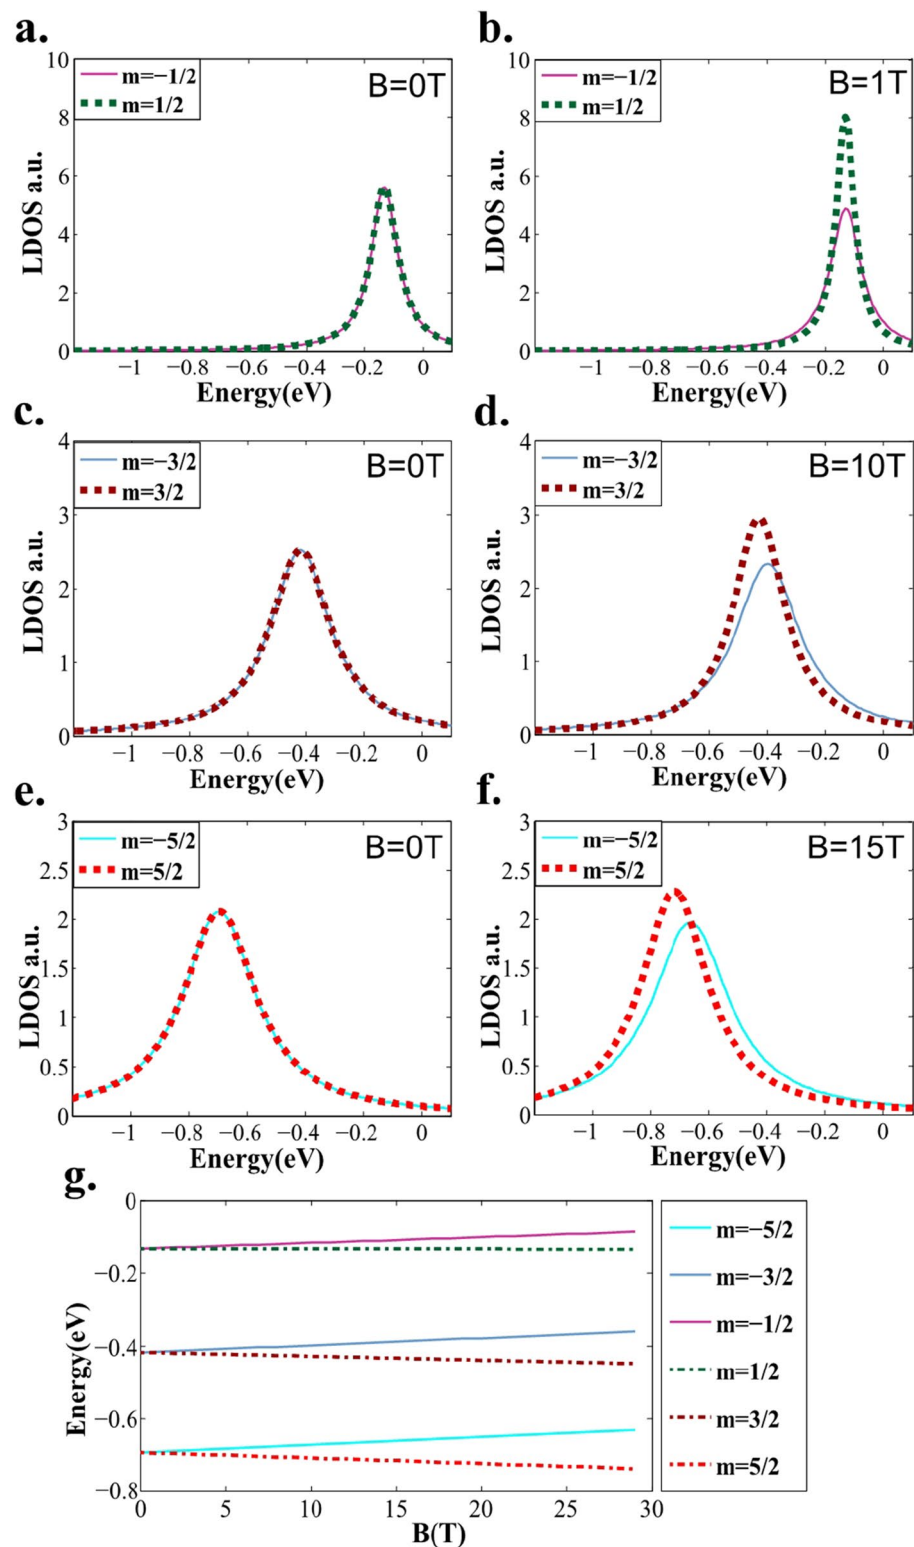 a.
m=−1/2
m=1/2
B=0T
10
8
6
4
2
0
LDOS a.u.
−1 −0.8 −0.6 −0.4 −0.2 0
Energy(eV)
b.
m=−1/2
m=1/2
B=1T
10
8
6
4
2
0
LDOS a.u.
−1 −0.8 −0.6 −0.4 −0.2 0
Energy(eV)
c.
m=−3/2
m=3/2
B=0T
4
3
2
1
0
LDOS a.u.
−1 −0.8 −0.6 −0.4 −0.2 0
Energy(eV)
d.
m=−3/2
m=3/2
B=10T
4
3
2
1
0
LDOS a.u.
−1 −0.8 −0.6 −0.4 −0.2 0
Energy(eV)
e.
m=−5/2
m=5/2
B=0T
3
2.5
2
1.5
1
0.5
0
LDOS a.u.
−1 −0.8 −0.6 −0.4 −0.2 0
Energy(eV)
f.
m=−5/2
m=5/2
B=15T
3
2.5
2
1.5
1
0.5
0
LDOS a.u.
−1 −0.8 −0.6 −0.4 −0.2 0
Energy(eV)
g.
0
−0.2
−0.4
−0.6
−0.8
Energy(eV)
0 5 10 15 20 25 30
B(T)
m=−5/2
m=−3/2
m=−1/2
m=1/2
m=3/2
m=5/2